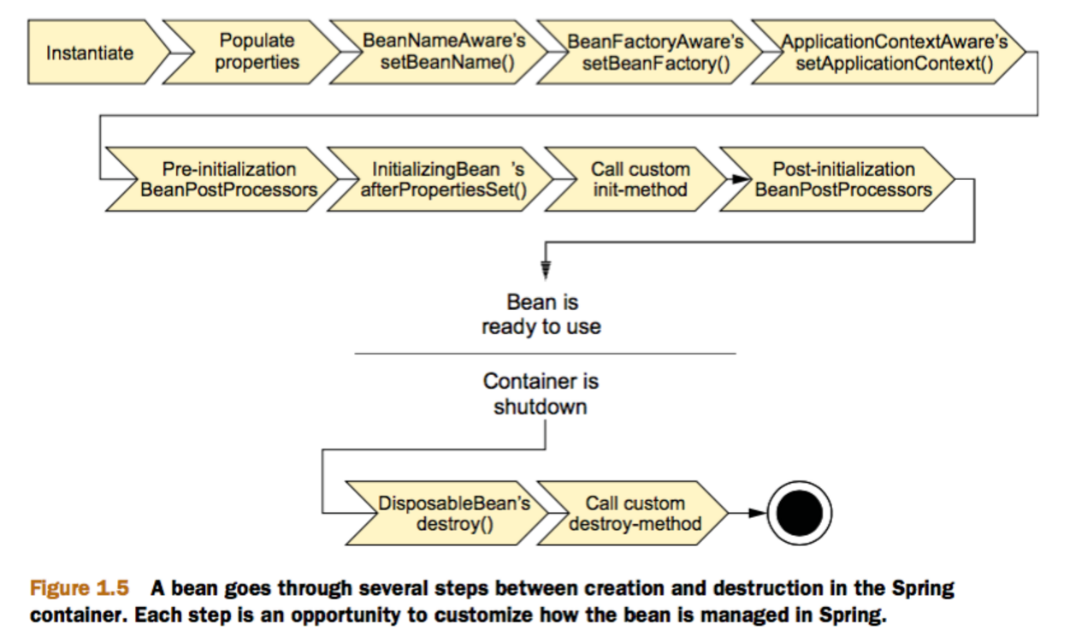 Instantiate
Populate
properties
BeanNameAware's
setBeanName()
BeanFactoryAware's
setBeanFactory()
ApplicationContextAware's
setApplicationContext()
Pre-initialization
BeanPostProcessors
InitializingBean 's
afterPropertiesSet()
Call custom
init-method
Post-initialization
BeanPostProcessors
Bean is
ready to use
Container is
shutdown
DisposableBean's
destroy()
Call custom
destroy-method
Figure 1.5 A bean goes through several steps between creation and destruction in the Spring
container. Each step is an opportunity to customize how the bean is managed in Spring.